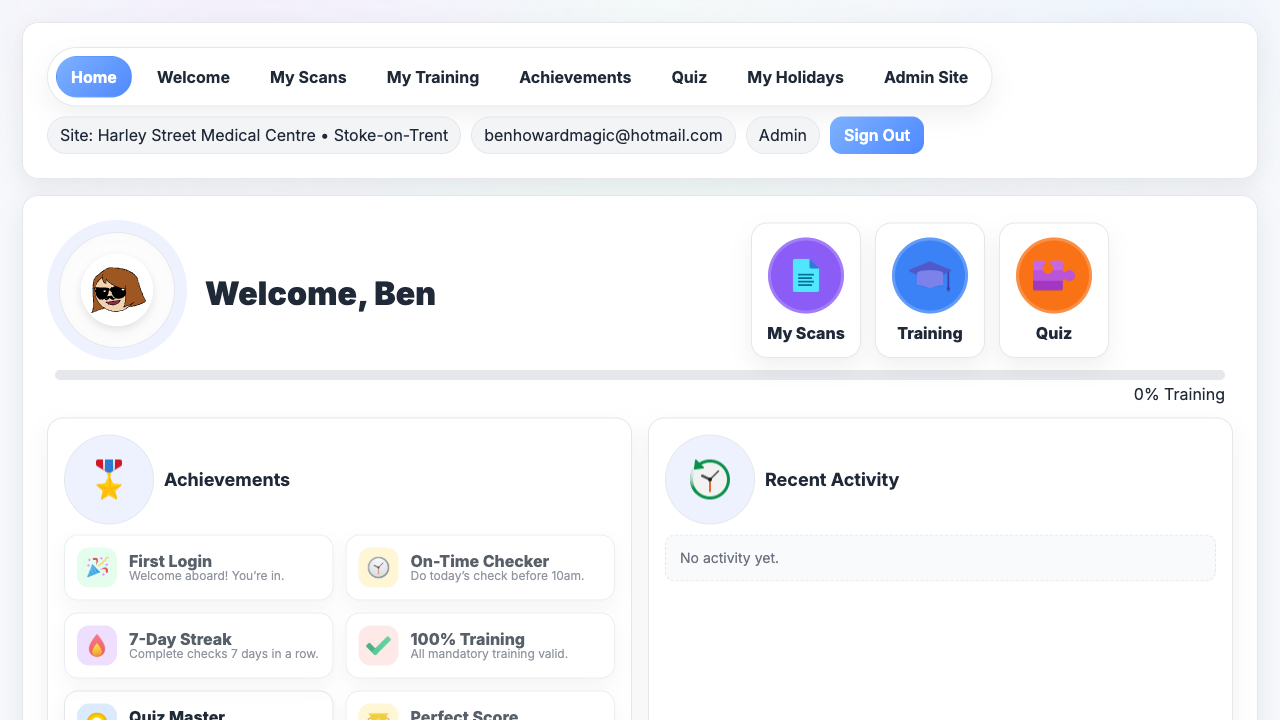 Home Welcome My Scans My Training Achievements Quiz My Holidays Admin Site
Site: Harley Street Medical Centre • Stoke-on-Trent benhowardmagic@hotmail.com Admin Sign Out
Welcome, Ben
My Scans Training Quiz
0% Training
Achievements
First Login
Welcome aboard! You’re in.
On-Time Checker
Do today’s check before 10am.
7-Day Streak
Complete checks 7 days in a row.
100% Training
All mandatory training valid.
Quiz Master
Perfect Score
Recent Activity
No activity yet.